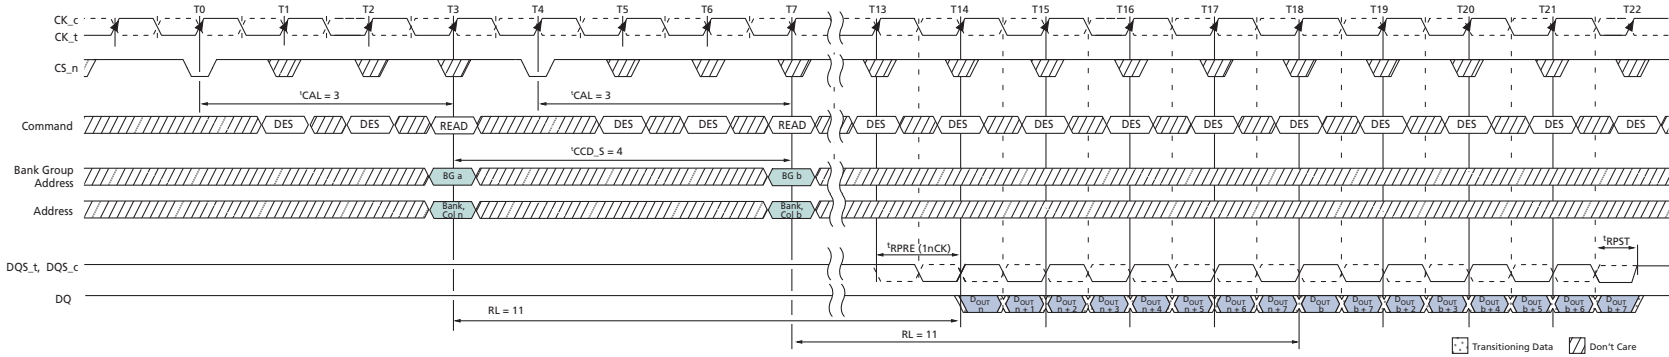 T0 T1 T2 T3 T4 T5 T6 T7 T13 T14 T15 T16 T17 T18 T19 T20 T21 T22
CK_c
CK_t
CS_n
tCAL = 3 tCAL = 3
Command DES DES READ DES DES READ DES DES DES DES DES DES DES DES DES DES
tCCD_S = 4
Bank Group
Address
BG a BG b
Address
Bank, Bank,
Col n Col b
tRPRE (1nCK) tRPST
DQS_t, DQS_c
DQ
DOUT DOUT DOUT DOUT DOUT DOUT DOUT DOUT DOUT DOUT DOUT DOUT DOUT DOUT DOUT DOUT
n n + 1 n + 2 n + 3 n + 4 n + 5 n + 6 n + 7 b b + 7 b + 2 b + 3 b + 4 b + 5 b + 6 b + 7
RL = 11
RL = 11
Transitioning Data Don't Care